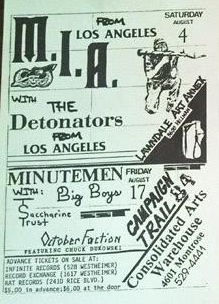 FROM
LOS ANGELES
M.I.A.
SATURDAY
AUGUST
4
WITH THE
Detonators
FROM
LOS ANGELES
LAWNDALE ART ANNEX
MINUTEMEN
FRIDAY
AUGUST
17
WITH:
Big Boys
Saccharine
Trust
October Faction
FEATURING CHUCK DUKOWSKI
CAMPAIGN
TRAIL '84
Consolidated Arts
Warehouse
4601 Montrose
ADVANCE TICKETS ON SALE AT:
INFINITE RECORDS (528 WESTHEIMER)
RECORD EXCHANGE (1617 WESTHEIMER)
RAT RECORDS (2410 RICE BLVD.)
$5.00 in advance; $6.00 at the door